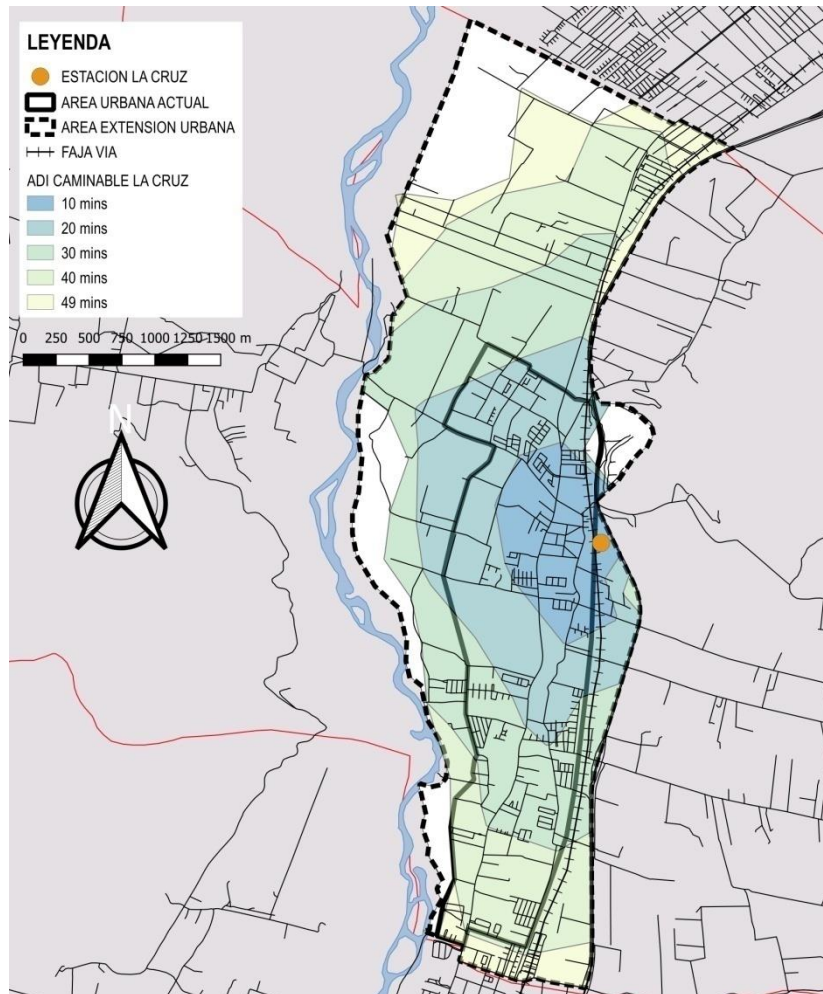 LEYENDA
ESTACION LA CRUZ
AREA URBANA ACTUAL
AREA EXTENSION URBANA
FAJA VIA
ADI CAMINABLE LA CRUZ
10 mins
20 mins
30 mins
40 mins
49 mins
0 250 500 750 1000 1250 1500 m
N